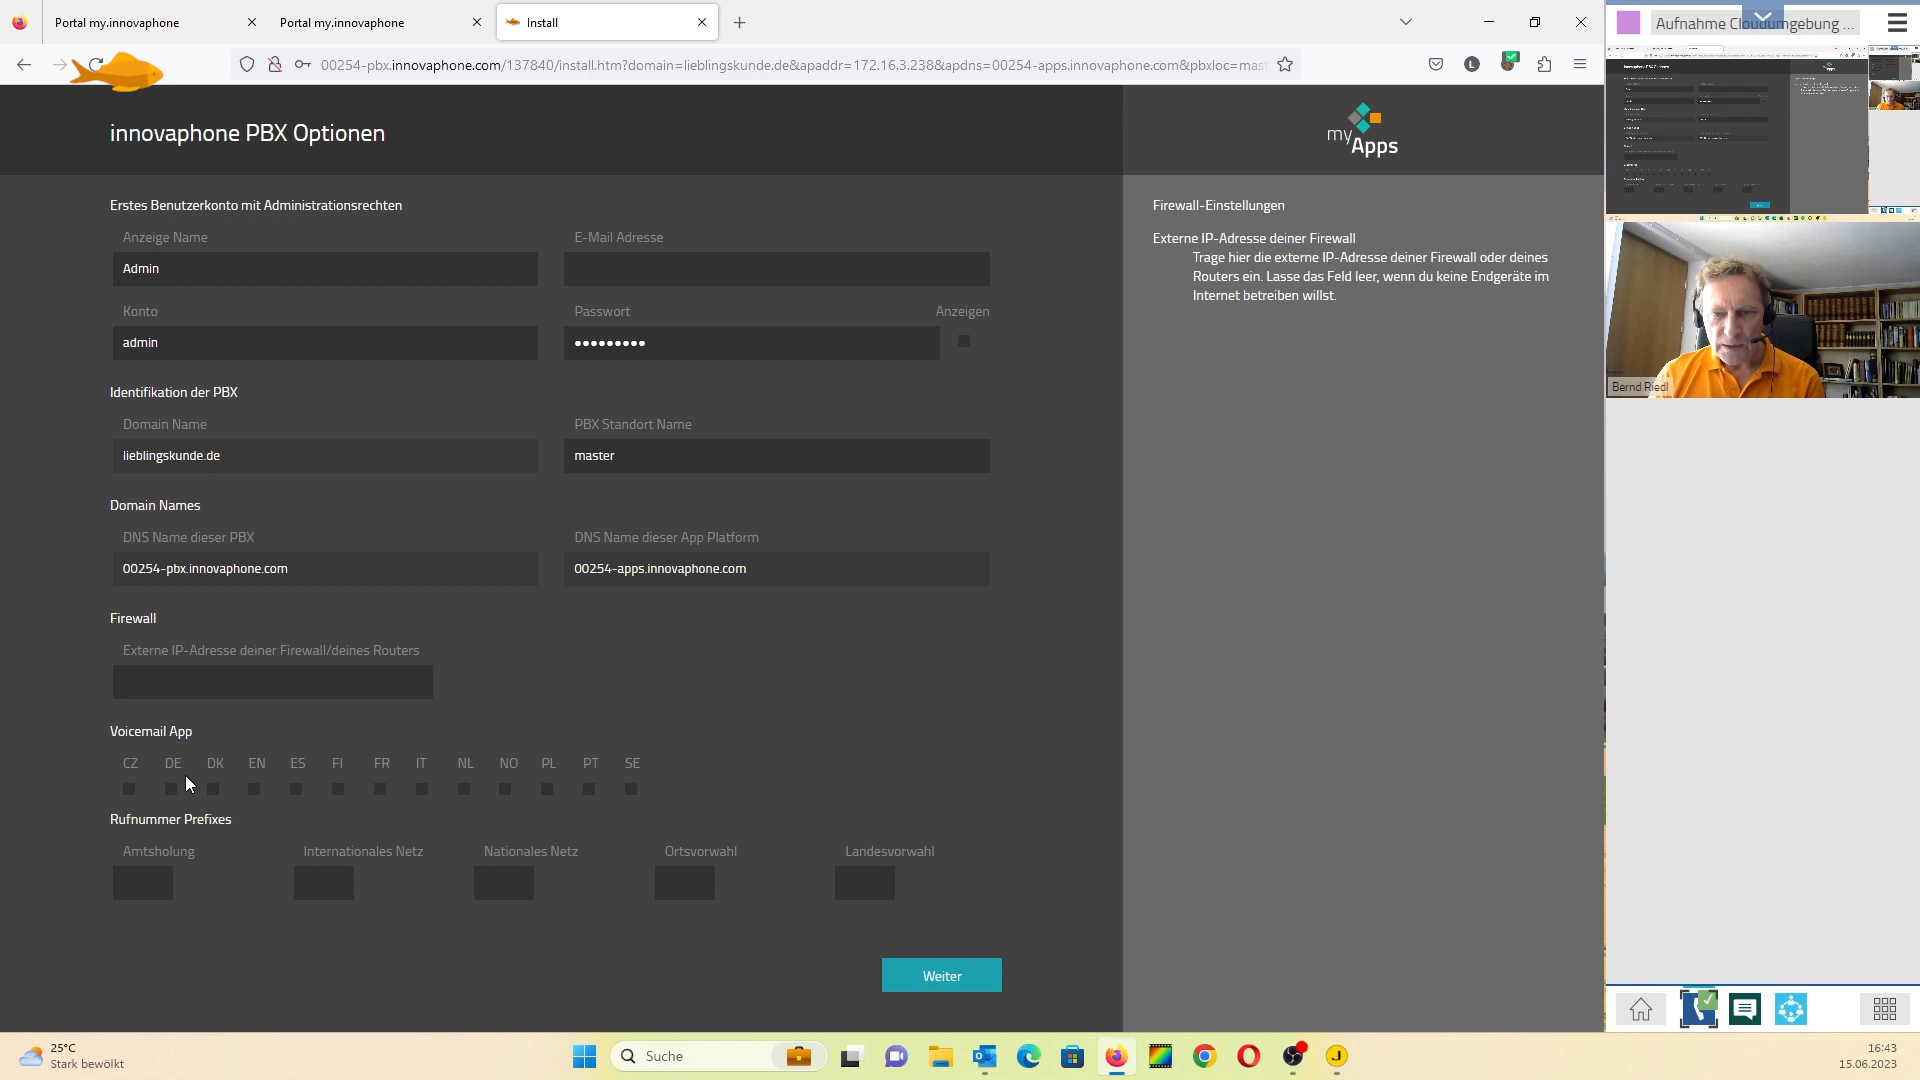 Portal my.innovaphone
Portal my.innovaphone
Install
Aufnahme Cloudumgebung ...
00254-pbx.innovaphone.com/137840/install.htm?domain=lieblingskunde.de&apaddr=172.16.3.238&apdns=00254-apps.innovaphone.com&pbxloc=mast
L
innovaphone PBX Optionen
myApps
Erstes Benutzerkonto mit Administrationsrechten
Anzeige Name
E-Mail Adresse
Admin
Konto
Passwort
Anzeigen
admin
•••••••••
Identifikation der PBX
Domain Name
PBX Standort Name
lieblingskunde.de
master
Domain Names
DNS Name dieser PBX
DNS Name dieser App Platform
00254-pbx.innovaphone.com
00254-apps.innovaphone.com
Firewall
Externe IP-Adresse deiner Firewall/deines Routers
Voicemail App
CZ DE DK EN ES FI FR IT NL NO PL PT SE
Rufnummer Prefixes
Amtsholung
Internationales Netz
Nationales Netz
Ortsvorwahl
Landesvorwahl
Weiter
Firewall-Einstellungen
Externe IP-Adresse deiner Firewall
Trage hier die externe IP-Adresse deiner Firewall oder deines
Routers ein. Lasse das Feld leer, wenn du keine Endgeräte im
Internet betreiben willst.
Bernd Riedl
25°C
Stark bewölkt
Suche
J
16:43
15.06.2023